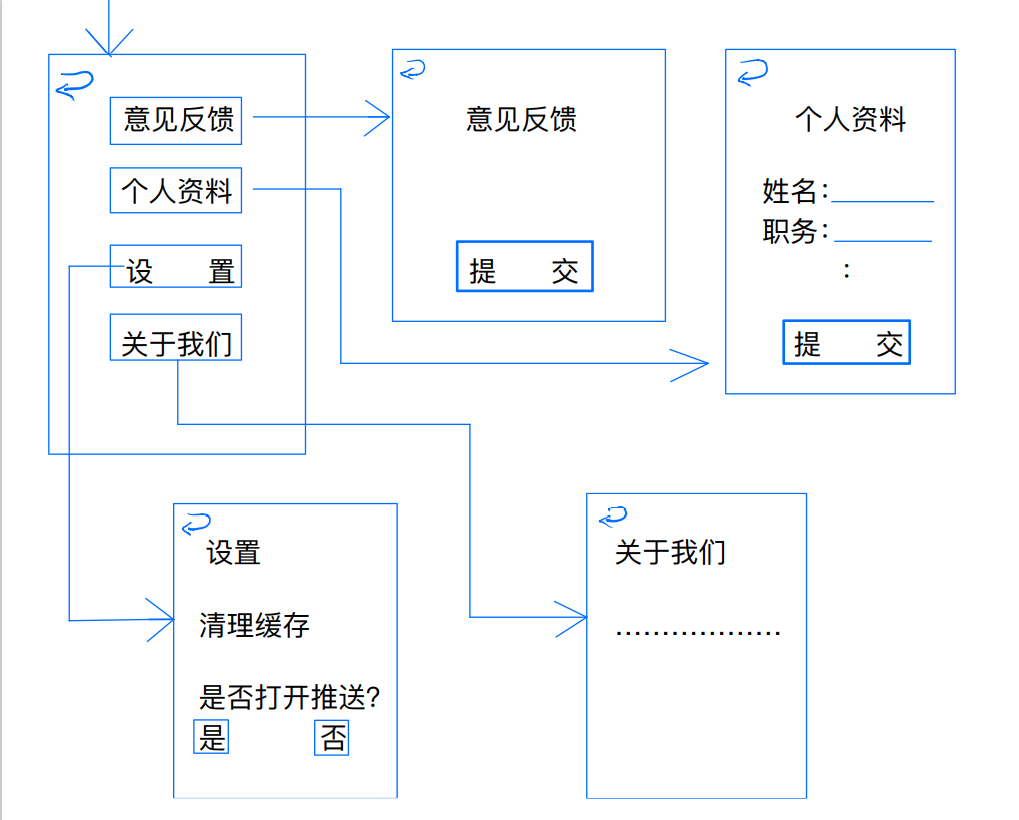 意见反馈
个人资料
设 置
关于我们
意见反馈
提 交
个人资料
姓名：
职务：
：
提 交
设置
清理缓存
是否打开推送？
是 否
关于我们
………………